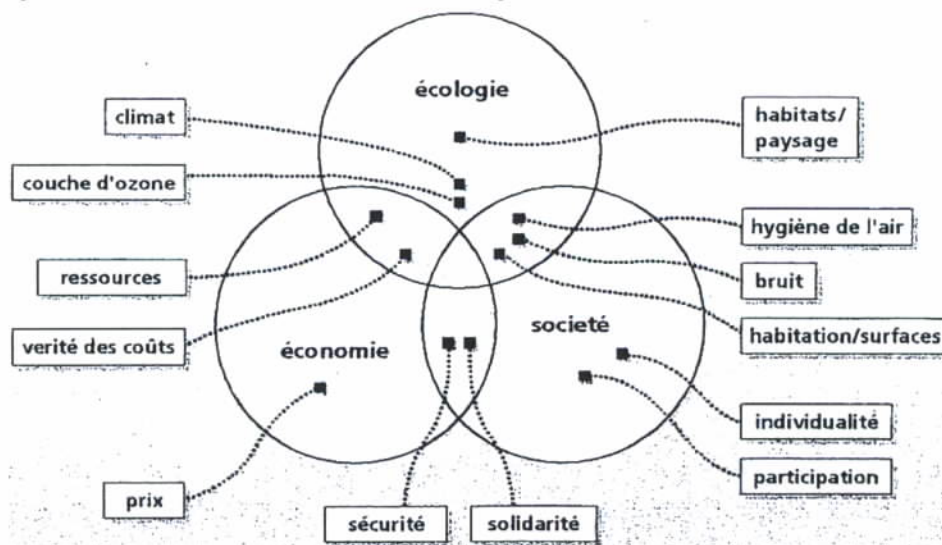 écologie
climat
habitats/
paysage
couche d'ozone
hygiène de l'air
ressources
bruit
societé
verité des coûts
économie
habitation/surfaces
individualité
participation
prix
sécurité
solidarité